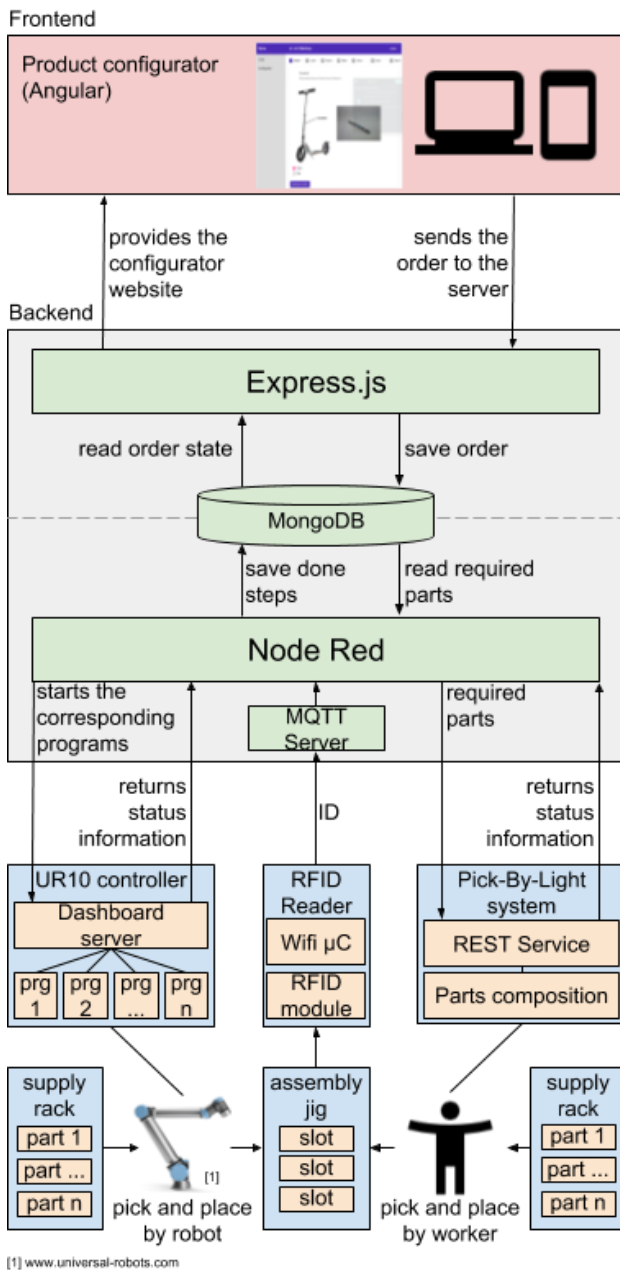 Frontend
Product configurator
(Angular)
provides the
configurator
website
sends the
order to the
server
Backend
Express.js
read order state
save order
MongoDB
save done
steps
read required
parts
Node Red
starts the
corresponding
programs
MQTT
Server
required
parts
returns
status
information
ID
returns
status
information
UR10 controller
Dashboard
server
prg
1
prg
2
prg
...
prg
n
RFID
Reader
Wifi µC
RFID
module
Pick-By-Light
system
REST Service
Parts composition
supply
rack
part 1
part ...
part n
[1]
pick and place
by robot
assembly
jig
slot
slot
slot
pick and place
by worker
supply
rack
part 1
part ...
part n
[1] www.universal-robots.com